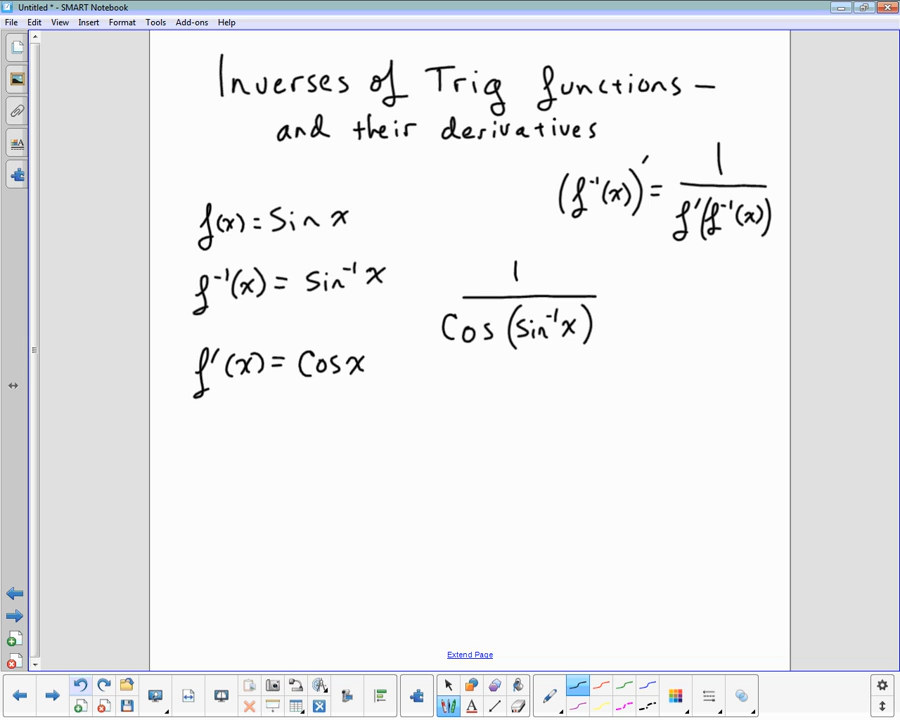 Untitled * - SMART Notebook
File Edit View Insert Format Tools Add-ons Help
Inverses of Trig functions –
and their derivatives
(f⁻¹(x))' = 1 / f'(f⁻¹(x))
f(x) = Sin x
f⁻¹(x) = sin⁻¹ x
1 / Cos (sin⁻¹x)
f'(x) = Cosx
Extend Page